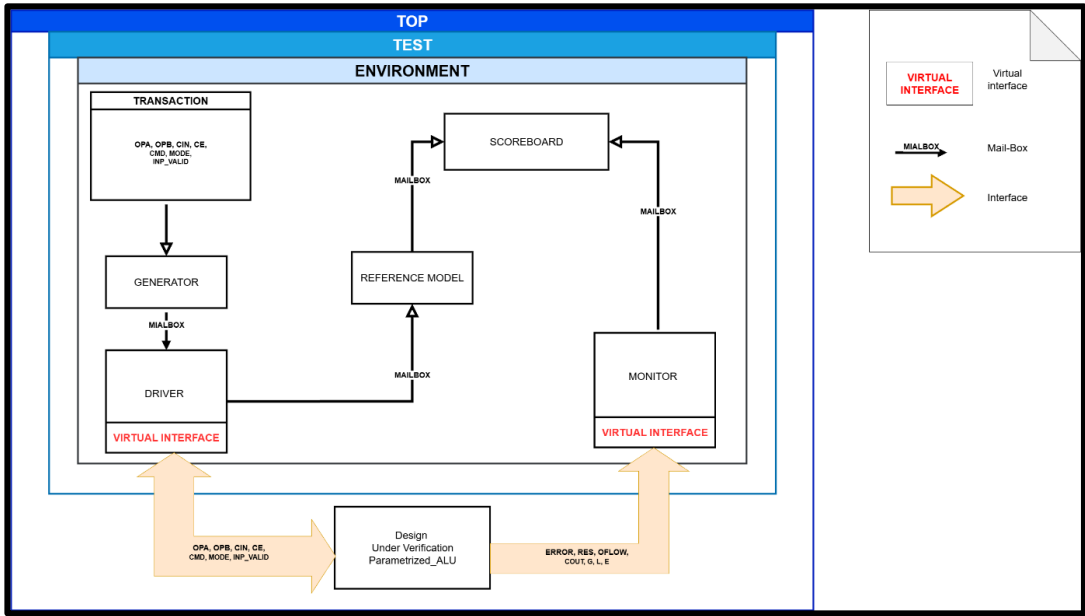 TOP
TEST
ENVIRONMENT
TRANSACTION
OPA, OPB, CIN, CE,
CMD, MODE,
INP_VALID
SCOREBOARD
MAILBOX
MAILBOX
GENERATOR
REFERENCE MODEL
MIALBOX
DRIVER
MAILBOX
MONITOR
VIRTUAL INTERFACE
VIRTUAL INTERFACE
OPA, OPB, CIN, CE,
CMD, MODE, INP_VALID
Design
Under Verification
Parametrized_ALU
ERROR, RES, OFLOW,
COUT, G, L, E
VIRTUAL
INTERFACE
Virtual
interface
MIALBOX
Mail-Box
Interface